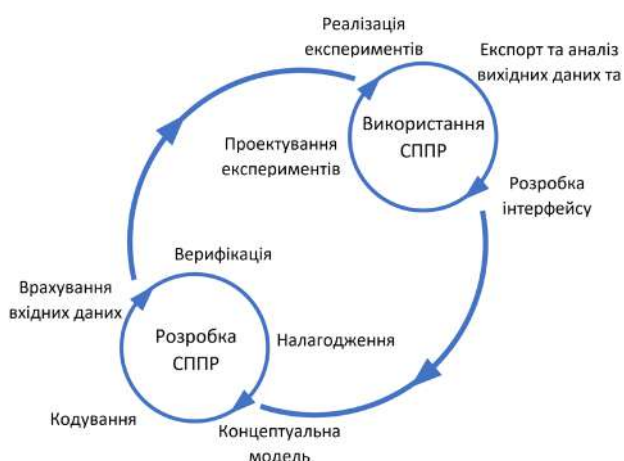 Реалізація
експериментів
Експорт та аналіз
вихідних даних та
Використання
СППР
Проектування
експериментів
Розробка
інтерфейсу
Верифікація
Врахування
вхідних даних
Розробка
СППР
Налагодження
Кодування
Концептуальна
модель